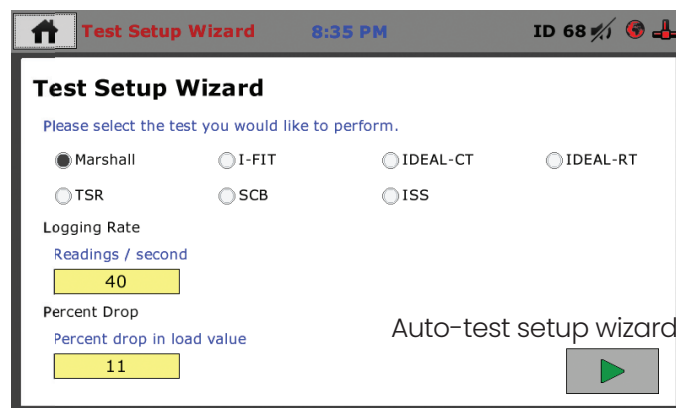 Test Setup Wizard 8:35 PM ID 68
Test Setup Wizard
Please select the test you would like to perform.
Marshall I-FIT IDEAL-CT IDEAL-RT
TSR SCB ISS
Logging Rate
Readings / second
40
Percent Drop
Percent drop in load value
11
Auto-test setup wizard